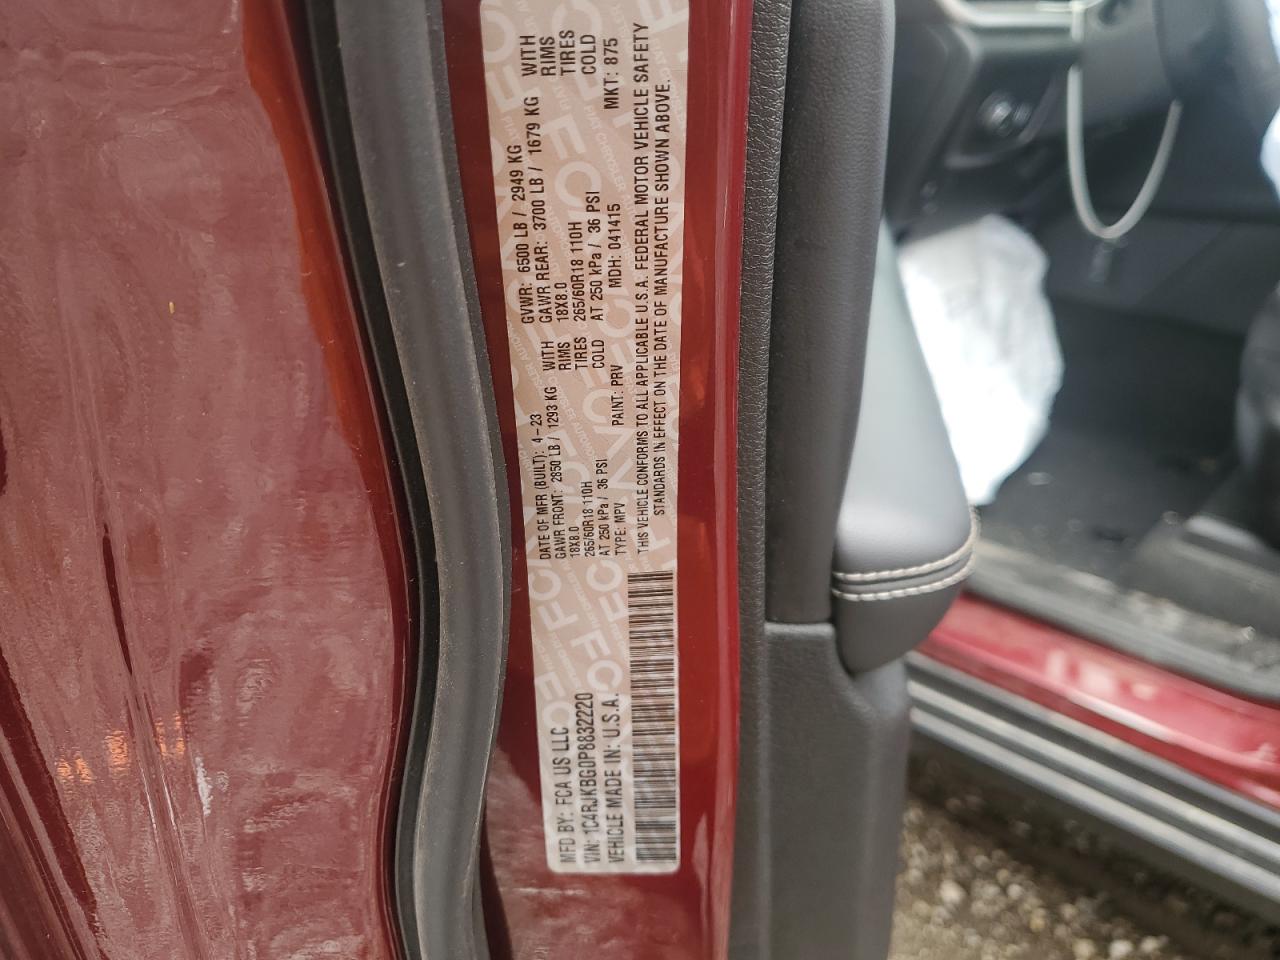 MFD BY: FCA US LLC
DATE OF MFR (BUILT): 4-23
GVWR: 6500 LB / 2949 KG
VIN: 1C4RJKBG0P8832220
GAWR FRONT: 2850 LB / 1293 KG WITH
GAWR REAR: 3700 LB / 1679 KG WITH
VEHICLE MADE IN: U.S.A.
18X8.0 RIMS
18X8.0 RIMS
265/60R18 110H TIRES
265/60R18 110H TIRES
AT 250 kPa / 36 PSI COLD
AT 250 kPa / 36 PSI COLD
TYPE: MPV PAINT: PRV MDH: 041415 MKT: 875
THIS VEHICLE CONFORMS TO ALL APPLICABLE U.S.A. FEDERAL MOTOR VEHICLE SAFETY
STANDARDS IN EFFECT ON THE DATE OF MANUFACTURE SHOWN ABOVE.